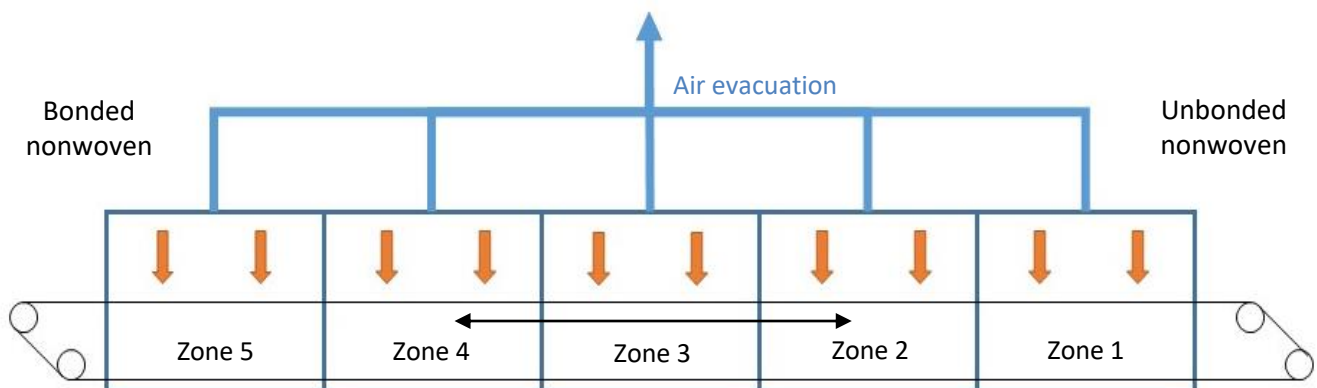 Air evacuation
Bonded
nonwoven
Unbonded
nonwoven
Zone 5
Zone 4
Zone 3
Zone 2
Zone 1